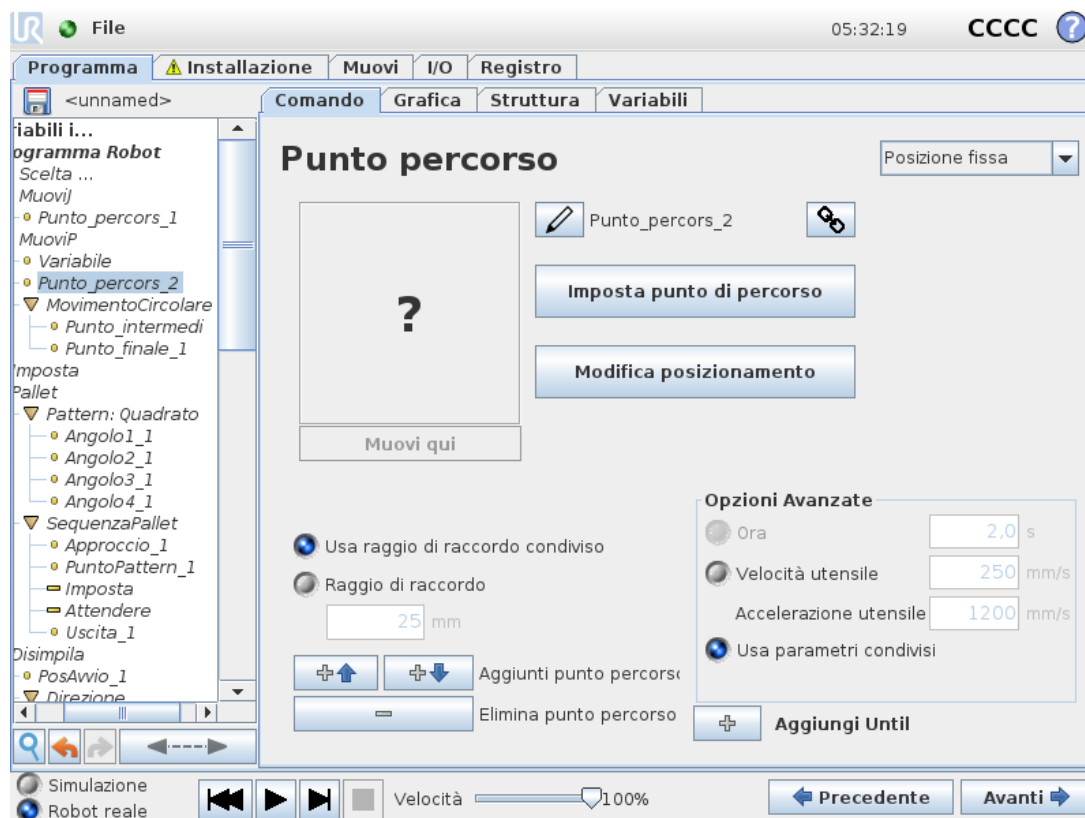 UR File 05:32:19 CCCC ?
Programma Installazione Muovi I/O Registro
<unnamed> Comando Grafica Struttura Variabili
riabili i...
ogramma Robot
Scelta ...
MuoviJ
Punto_percors_1
MuoviP
Variabile
Punto_percors_2
MovimentoCircolare
Punto_intermedi
Punto_finale_1
Imposta
Pallet
Pattern: Quadrato
Angolo1_1
Angolo2_1
Angolo3_1
Angolo4_1
SequenzaPallet
Approccio_1
PuntoPattern_1
Imposta
Attendere
Uscita_1
Disimpila
PosAvvio_1
Direzione
Punto percorso
Posizione fissa
?
Punto_percors_2
Imposta punto di percorso
Modifica posizionamento
Muovi qui
Usa raggio di raccordo condiviso
Raggio di raccordo
25 mm
Aggiunti punto percorso
Elimina punto percorso
Opzioni Avanzate
Ora 2,0 s
Velocità utensile 250 mm/s
Accelerazione utensile 1200 mm/s
Usa parametri condivisi
Aggiungi Until
Simulazione
Robot reale
Velocità 100%
Precedente
Avanti